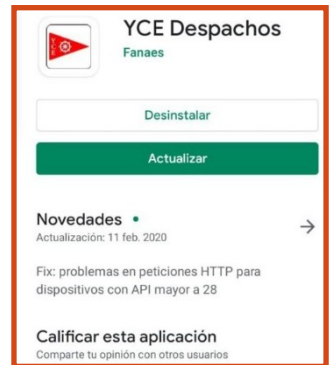 YCE
YCE Despachos
Fanaes
Desinstalar
Actualizar
Novedades
Actualización: 11 feb. 2020
Fix: problemas en peticiones HTTP para
dispositivos con API mayor a 28
Calificar esta aplicación
Comparte tu opinión con otros usuarios